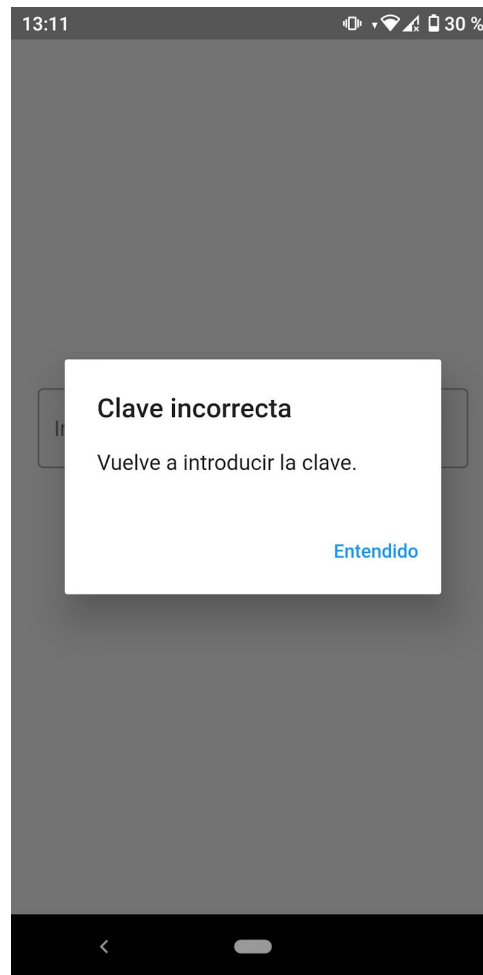 13:11
30 %
Clave incorrecta
Vuelve a introducir la clave.
Entendido